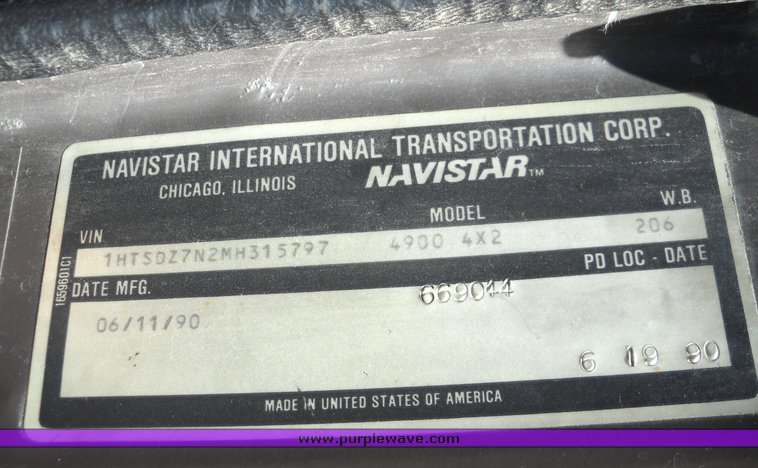 NAVISTAR INTERNATIONAL TRANSPORTATION CORP.
CHICAGO, ILLINOIS NAVISTAR™
VIN MODEL W.B.
1HTSDZ7N2MH315797 4900 4X2 206
DATE MFG. PD LOC - DATE
669044
06/11/90
6 19 90
MADE IN UNITED STATES OF AMERICA
1659601C1
www.purplewave.com